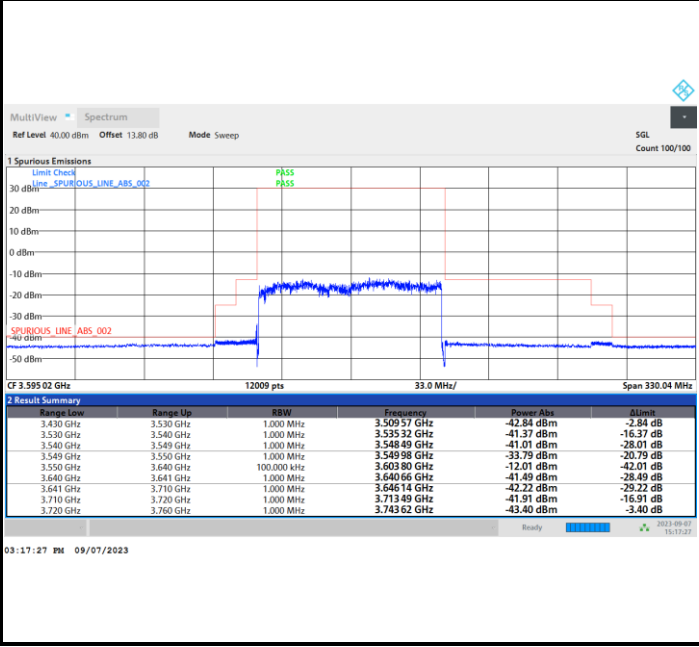 MultiView Spectrum
Ref Level 40.00 dBm Offset 13.80 dB Mode Sweep SGL
Count 100/100
1 Spurious Emissions
Limit Check PASS
Line _SPURIOUS_LINE_ABS_002 PASS
30 dBm
20 dBm
10 dBm
0 dBm
-10 dBm
-20 dBm
-30 dBm
SPURIOUS_LINE_ABS_002
-40 dBm
-50 dBm
CF 3.595 02 GHz 12009 pts 33.0 MHz/ Span 330.04 MHz
2 Result Summary
Range Low Range Up RBW Frequency Power Abs ΔLimit
3.430 GHz 3.530 GHz 1.000 MHz 3.509 57 GHz -42.84 dBm -2.84 dB
3.530 GHz 3.540 GHz 1.000 MHz 3.535 32 GHz -41.37 dBm -16.37 dB
3.540 GHz 3.549 GHz 1.000 MHz 3.548 49 GHz -41.01 dBm -28.01 dB
3.549 GHz 3.550 GHz 1.000 MHz 3.549 98 GHz -33.79 dBm -20.79 dB
3.550 GHz 3.640 GHz 100.000 kHz 3.603 80 GHz -12.01 dBm -42.01 dB
3.640 GHz 3.641 GHz 1.000 MHz 3.640 66 GHz -41.49 dBm -28.49 dB
3.641 GHz 3.710 GHz 1.000 MHz 3.646 14 GHz -42.22 dBm -29.22 dB
3.710 GHz 3.720 GHz 1.000 MHz 3.713 49 GHz -41.91 dBm -16.91 dB
3.720 GHz 3.760 GHz 1.000 MHz 3.743 62 GHz -43.40 dBm -3.40 dB
Ready 2023-09-07
15:17:27
03:17:27 PM 09/07/2023